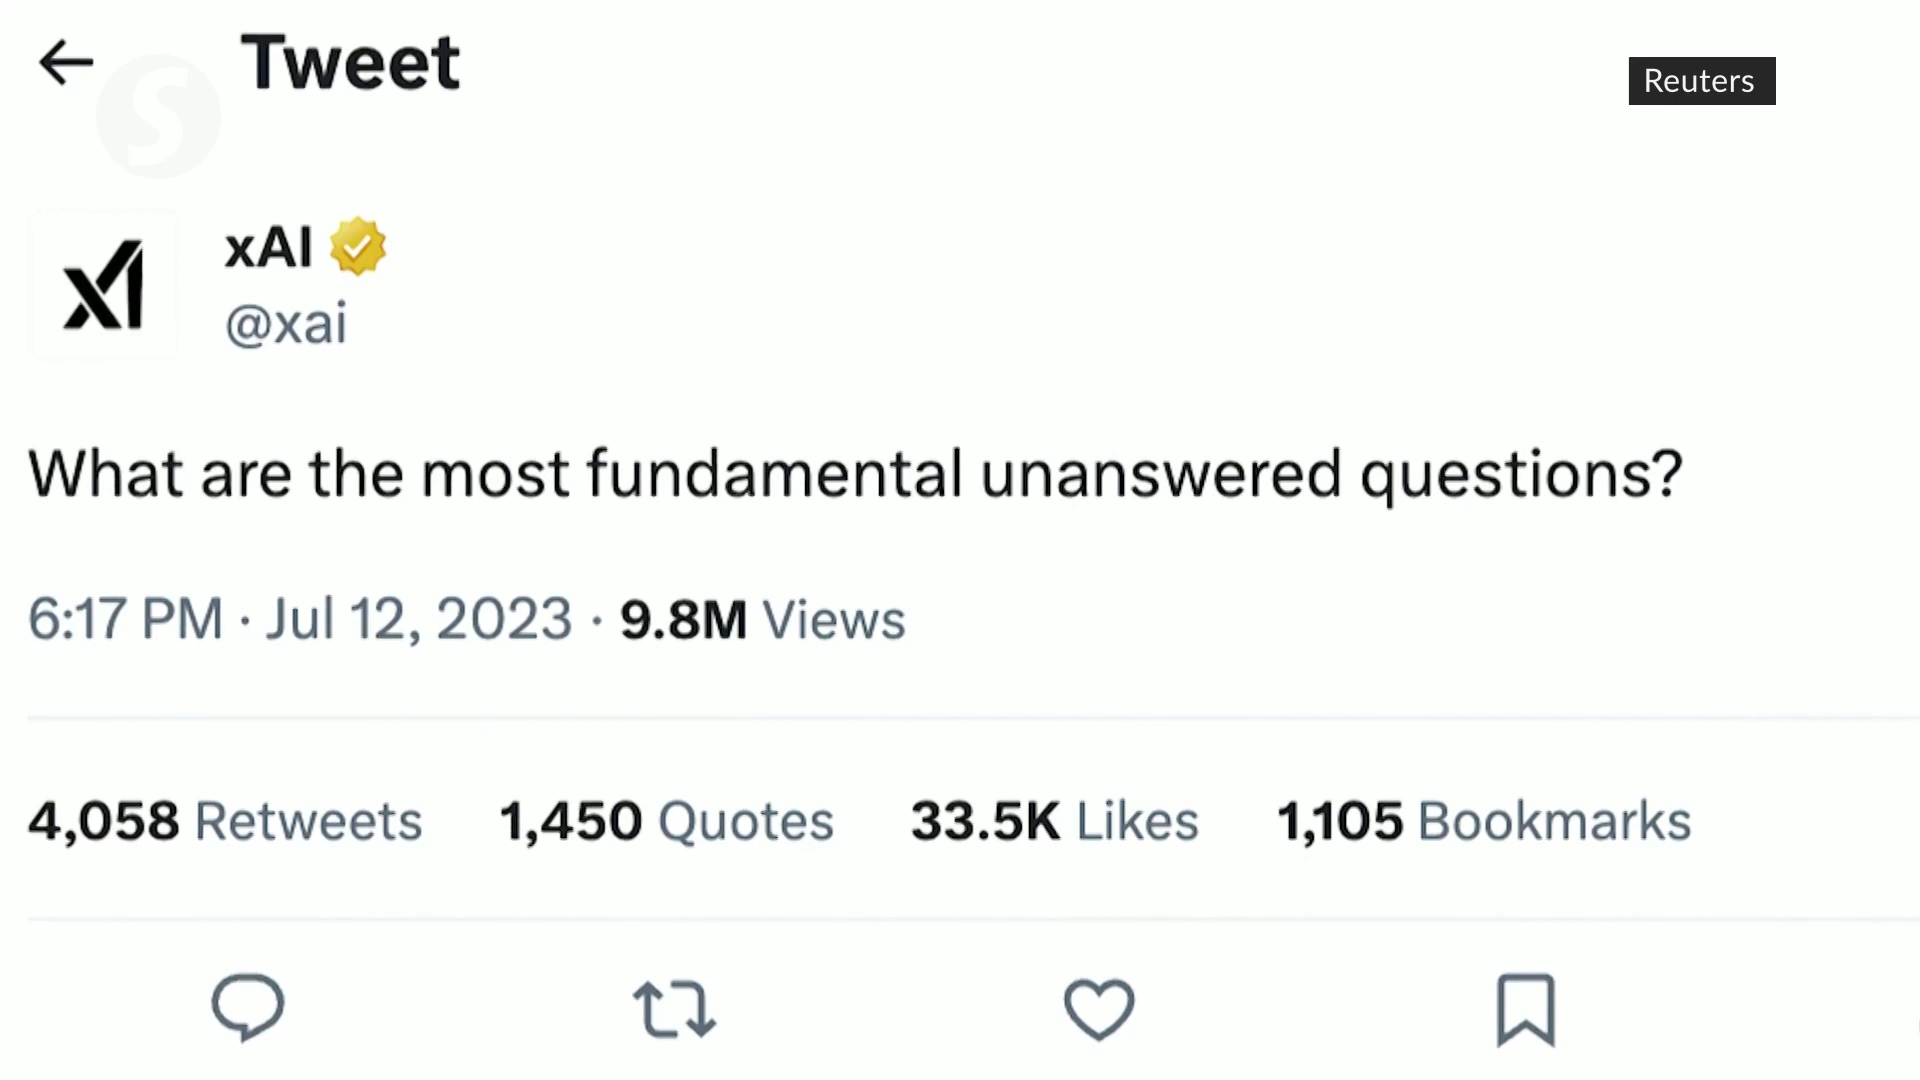 Tweet
Reuters
S
xAI
@xai
What are the most fundamental unanswered questions?
6:17 PM · Jul 12, 2023 · 9.8M Views
4,058 Retweets 1,450 Quotes 33.5K Likes 1,105 Bookmarks